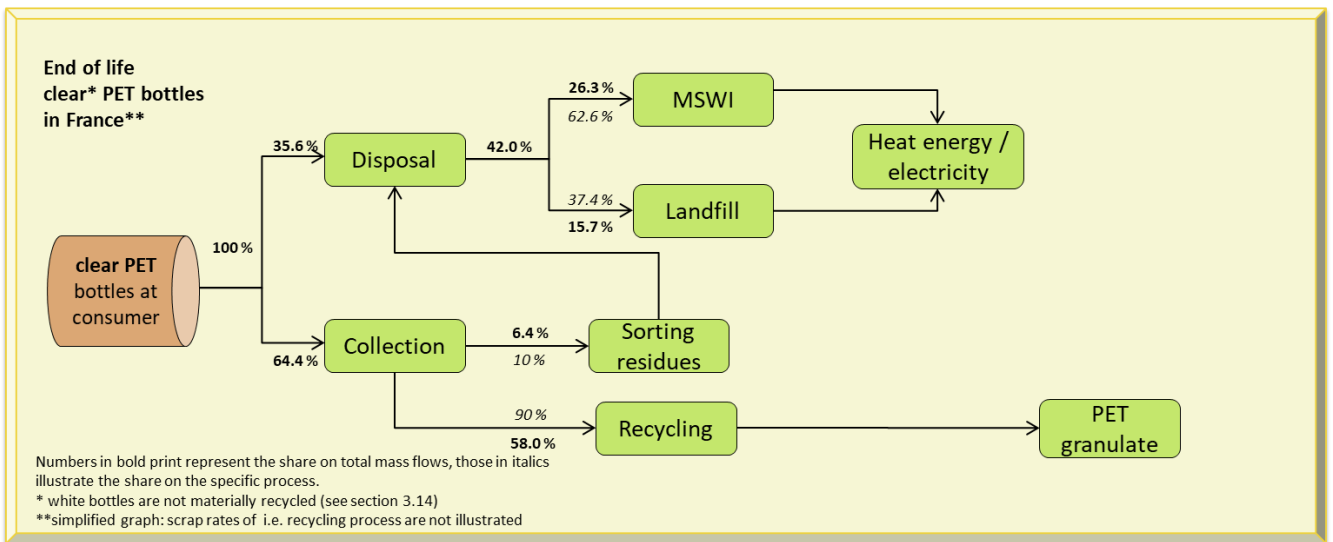 End of life
clear* PET bottles
in France**
26.3 %
62.6 %
MSWI
35.6 %
Disposal
42.0 %
Heat energy /
electricity
37.4 %
15.7 %
Landfill
100 %
clear PET
bottles at
consumer
64.4 %
Collection
6.4 %
10 %
Sorting
residues
90 %
58.0 %
Recycling
PET
granulate
Numbers in bold print represent the share on total mass flows, those in italics
illustrate the share on the specific process.
* white bottles are not materially recycled (see section 3.14)
**simplified graph: scrap rates of i.e. recycling process are not illustrated